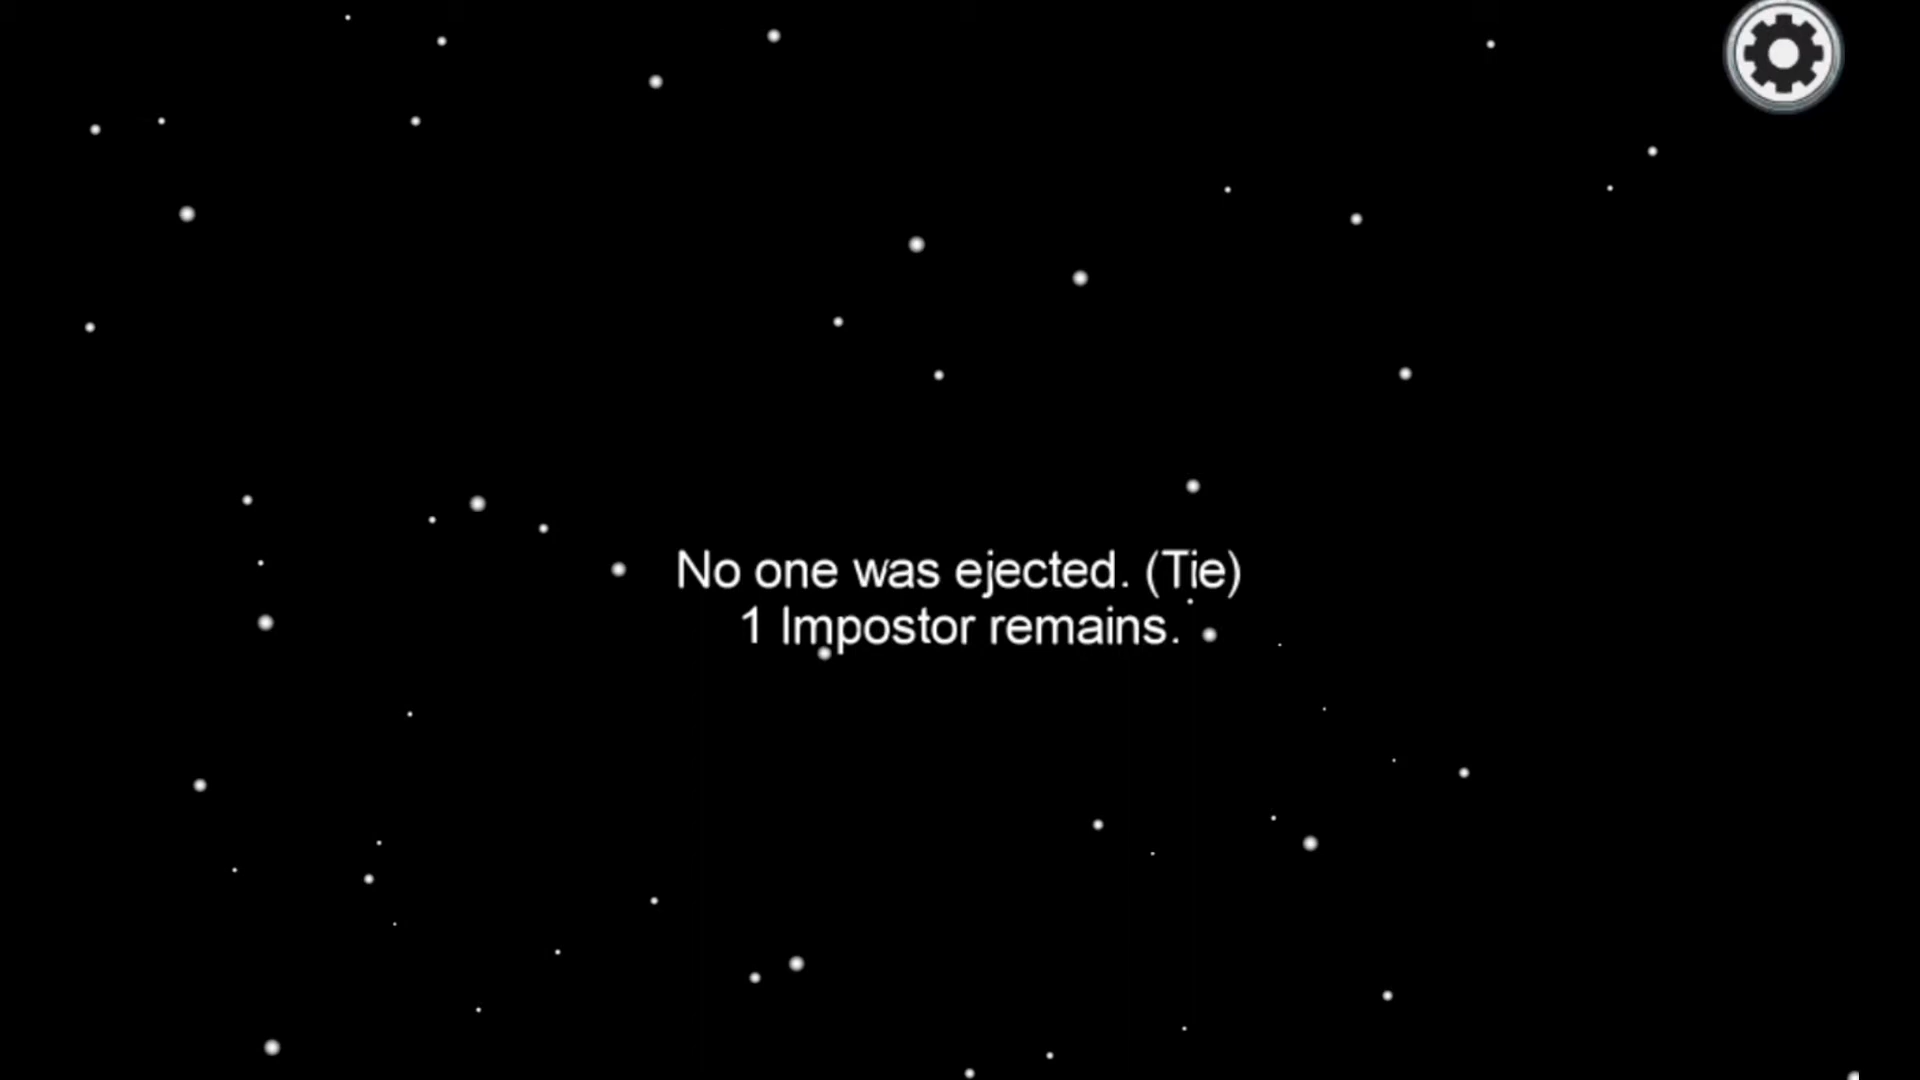 No one was ejected. (Tie)
1 Impostor remains.